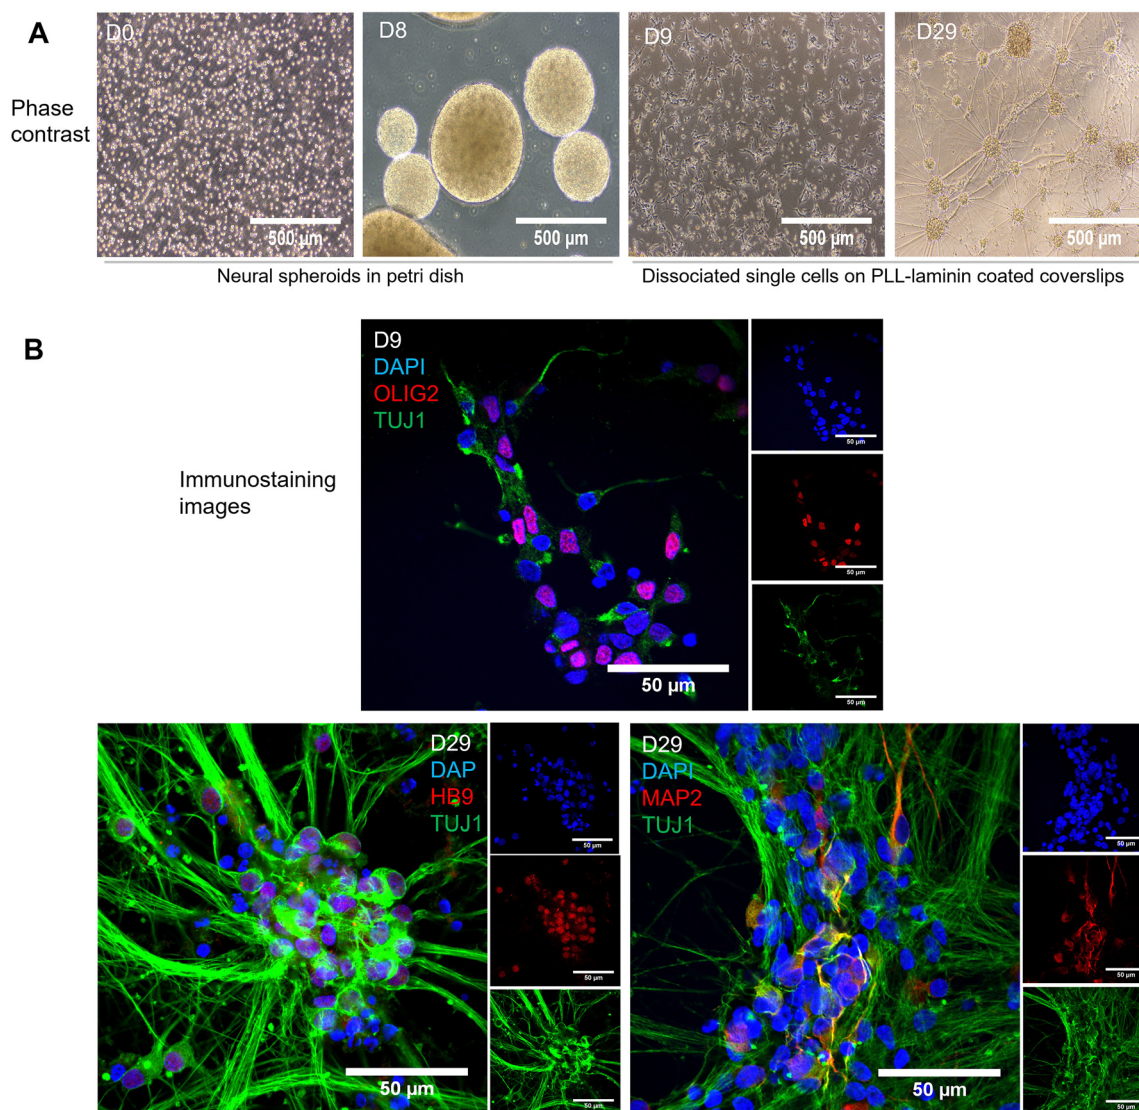 A
Phase
contrast
D0
500 µm
D8
500 µm
D9
500 µm
D29
500 µm
Neural spheroids in petri dish
Dissociated single cells on PLL-laminin coated coverslips
B
Immunostaining
images
D9
DAPI
OLIG2
TUJ1
50 µm
50 µm
50 µm
50 µm
D29
DAP
HB9
TUJ1
50 µm
50 µm
50 µm
50 µm
D29
DAPI
MAP2
TUJ1
50 µm
50 µm
50 µm
50 µm